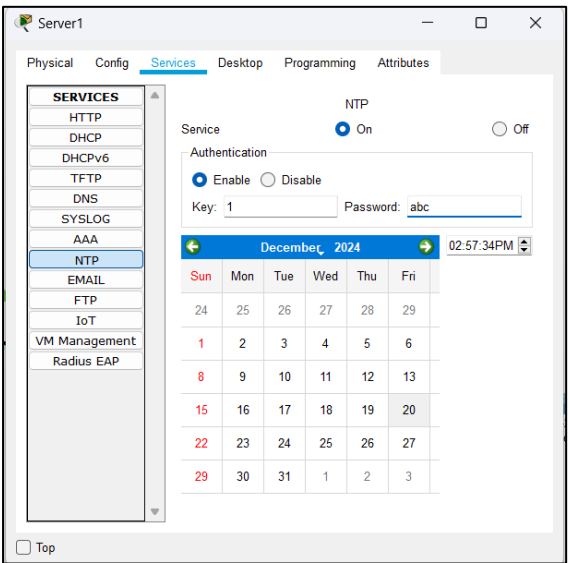 Server1
Physical Config Services Desktop Programming Attributes
SERVICES
HTTP
DHCP
DHCPv6
TFTP
DNS
SYSLOG
AAA
NTP
EMAIL
FTP
IoT
VM Management
Radius EAP
NTP
Service On Off
Authentication
Enable Disable
Key: 1 Password: abc
December, 2024 02:57:34PM
Sun Mon Tue Wed Thu Fri
24 25 26 27 28 29
1 2 3 4 5 6
8 9 10 11 12 13
15 16 17 18 19 20
22 23 24 25 26 27
29 30 31 1 2 3
Top